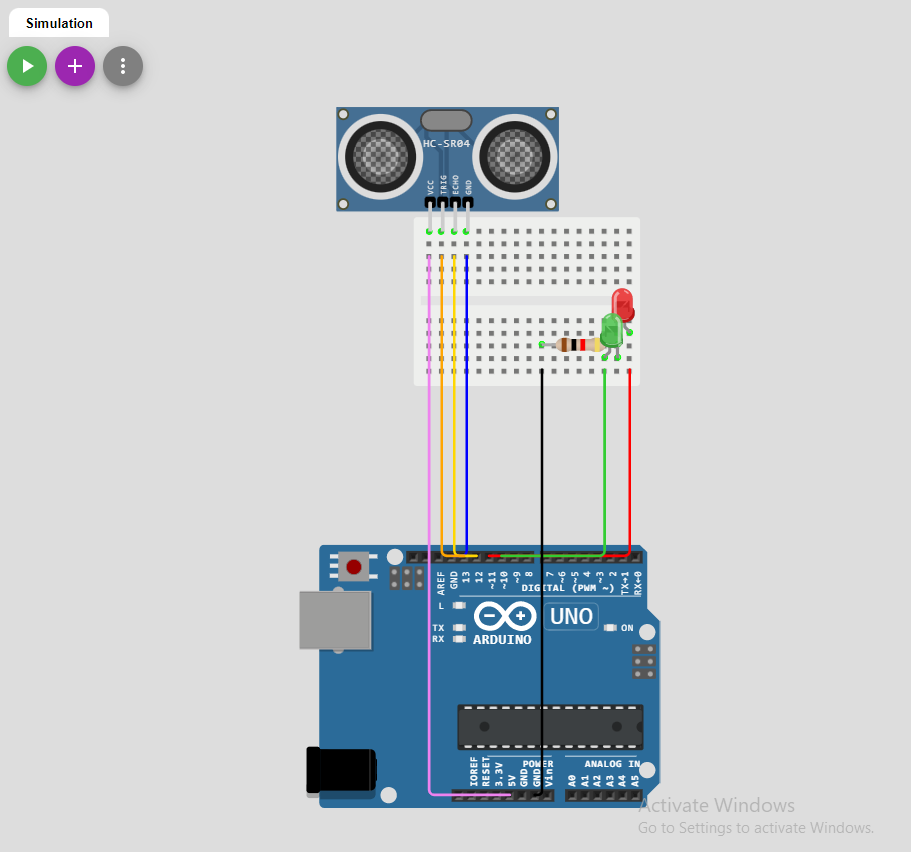 Simulation
HC-SR04
VCC
TRIG
ECHO
GND
AREF
GND
13
12
~11
~10
~9
8
7
~6
~5
4
~3
2
TX→1
RX←0
DIGITAL (PWM ~)
L
TX
RX
ARDUINO
UNO
ON
IOREF
RESET
3.3V
5V
GND
GND
Vin
POWER
ANALOG IN
A0
A1
A2
A3
A4
A5
Activate Windows
Go to Settings to activate Windows.